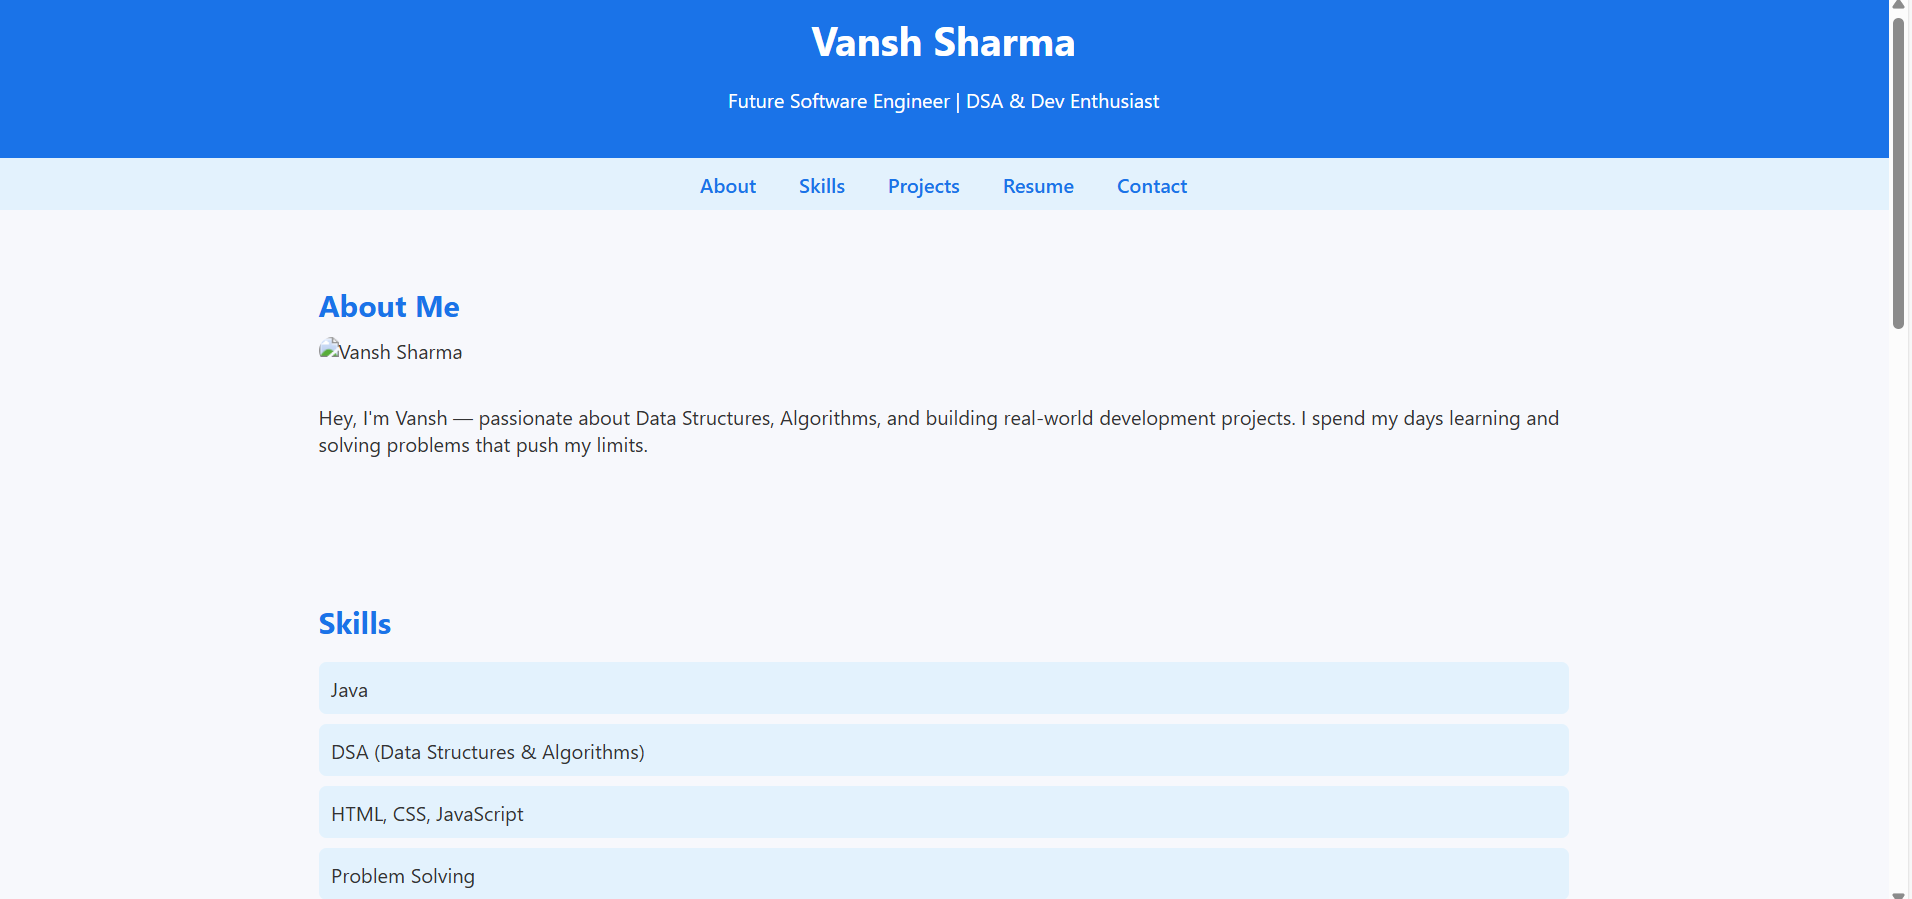 Vansh Sharma
Future Software Engineer | DSA & Dev Enthusiast
About Skills Projects Resume Contact
About Me
Vansh Sharma
Hey, I'm Vansh — passionate about Data Structures, Algorithms, and building real-world development projects. I spend my days learning and
solving problems that push my limits.
Skills
Java
DSA (Data Structures & Algorithms)
HTML, CSS, JavaScript
Problem Solving